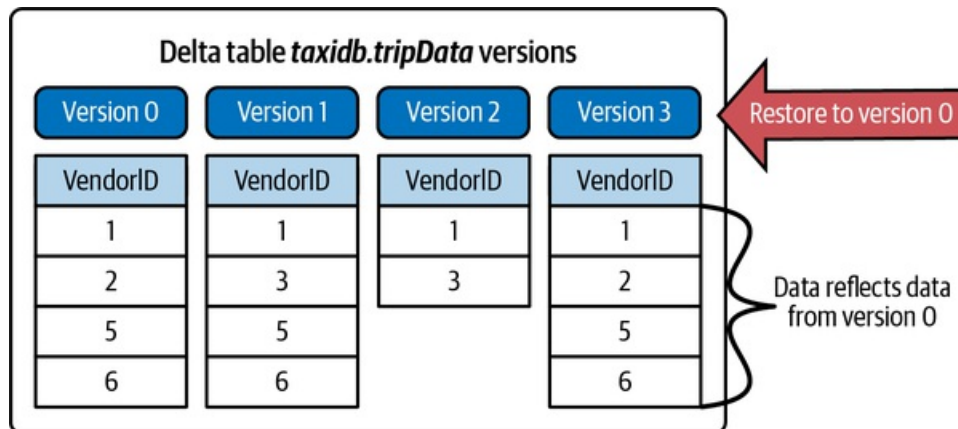 Delta table taxidb.tripData versions
Version 0
Version 1
Version 2
Version 3
Restore to version 0
VendorID
VendorID
VendorID
VendorID
1
1
1
1
2
3
3
2
5
5
5
6
6
6
Data reflects data
from version 0